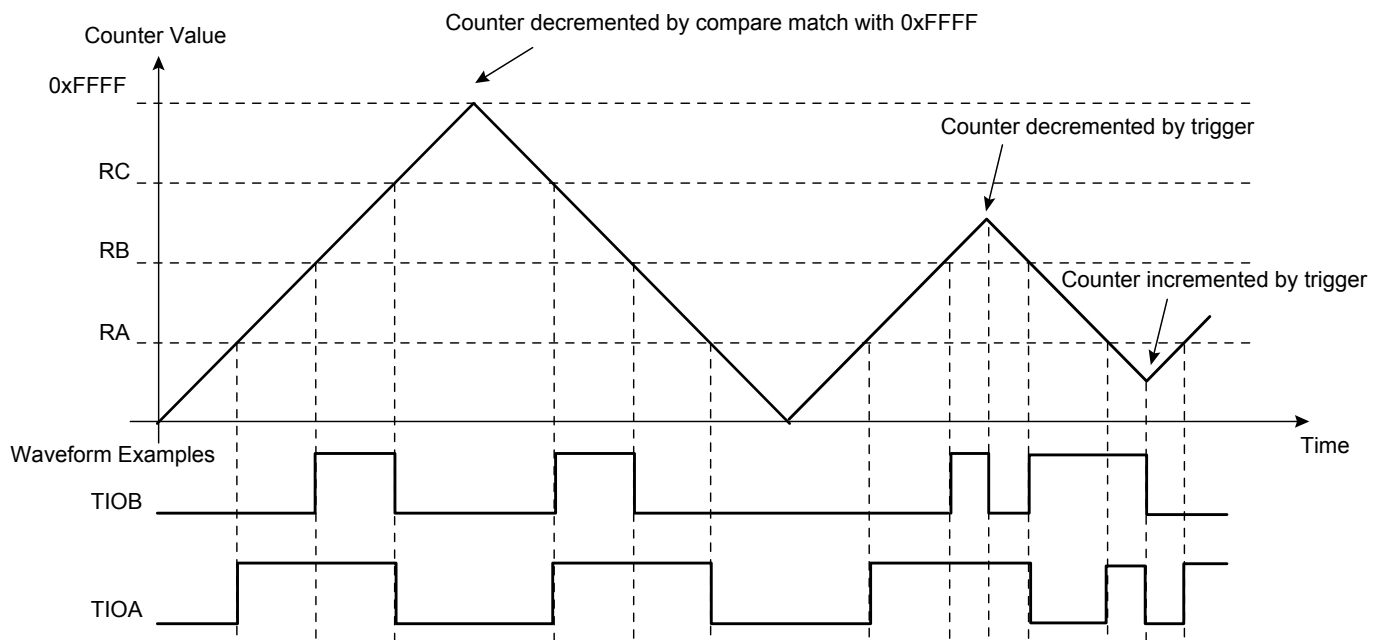 Counter decremented by compare match with 0xFFFF
Counter Value
0xFFFF
Counter decremented by trigger
RC
RB
Counter incremented by trigger
RA
Time
Waveform Examples
TIOB
TIOA